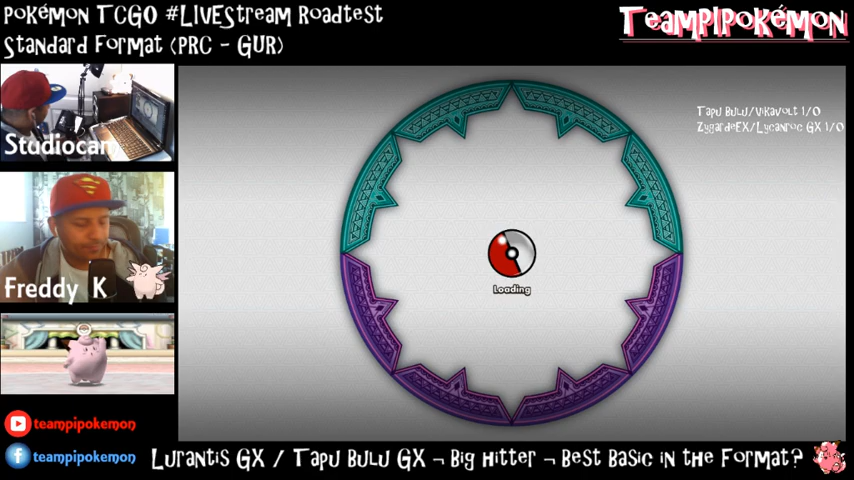 Pokémon TCGO #LIVEStream Roadtest
Standard Format (PRC - GUR)
TeamPiPokémon
Studiocam
Tapu Bulu/Vikavolt 1/0
ZygardeEX/Lycanroc GX 1/0
Freddy K
Loading
teampipokemon
teampipokemon
Lurantis GX / Tapu Bulu GX ¬ Big Hitter ¬ Best Basic in the Format?